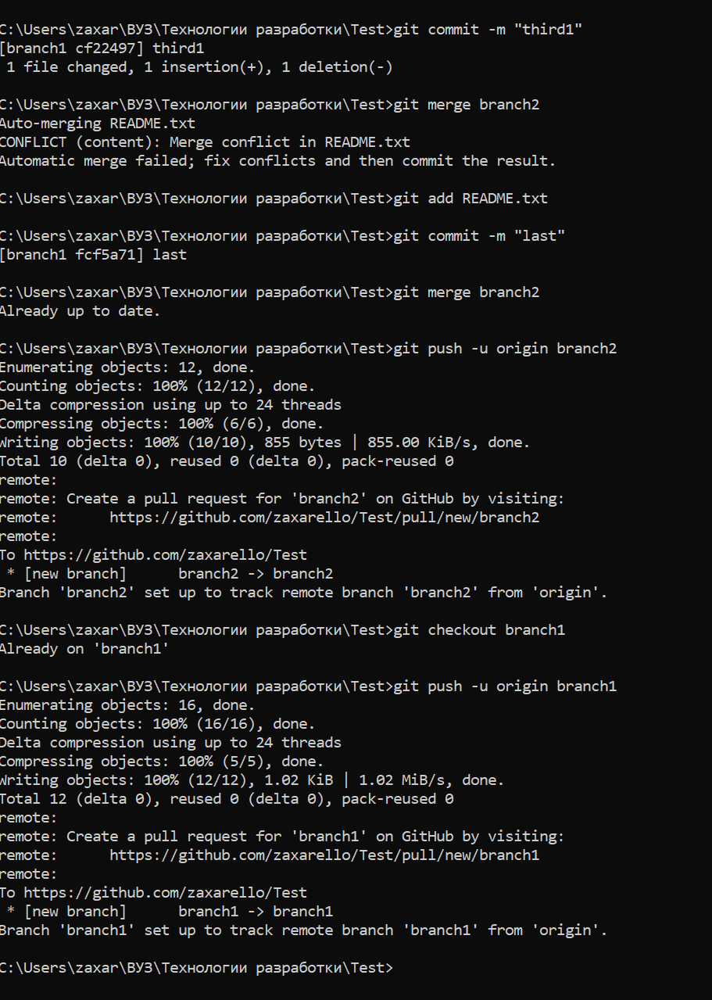 C:\Users\zaxar\ВУЗ\Технологии разработки\Test>git commit -m "third1"
[branch1 cf22497] third1
 1 file changed, 1 insertion(+), 1 deletion(-)
C:\Users\zaxar\ВУЗ\Технологии разработки\Test>git merge branch2
Auto-merging README.txt
CONFLICT (content): Merge conflict in README.txt
Automatic merge failed; fix conflicts and then commit the result.
C:\Users\zaxar\ВУЗ\Технологии разработки\Test>git add README.txt
C:\Users\zaxar\ВУЗ\Технологии разработки\Test>git commit -m "last"
[branch1 fcf5a71] last
C:\Users\zaxar\ВУЗ\Технологии разработки\Test>git merge branch2
Already up to date.
C:\Users\zaxar\ВУЗ\Технологии разработки\Test>git push -u origin branch2
Enumerating objects: 12, done.
Counting objects: 100% (12/12), done.
Delta compression using up to 24 threads
Compressing objects: 100% (6/6), done.
Writing objects: 100% (10/10), 855 bytes | 855.00 KiB/s, done.
Total 10 (delta 0), reused 0 (delta 0), pack-reused 0
remote:
remote: Create a pull request for 'branch2' on GitHub by visiting:
remote:      https://github.com/zaxarello/Test/pull/new/branch2
remote:
To https://github.com/zaxarello/Test
 * [new branch]      branch2 -> branch2
Branch 'branch2' set up to track remote branch 'branch2' from 'origin'.
C:\Users\zaxar\ВУЗ\Технологии разработки\Test>git checkout branch1
Already on 'branch1'
C:\Users\zaxar\ВУЗ\Технологии разработки\Test>git push -u origin branch1
Enumerating objects: 16, done.
Counting objects: 100% (16/16), done.
Delta compression using up to 24 threads
Compressing objects: 100% (5/5), done.
Writing objects: 100% (12/12), 1.02 KiB | 1.02 MiB/s, done.
Total 12 (delta 0), reused 0 (delta 0), pack-reused 0
remote:
remote: Create a pull request for 'branch1' on GitHub by visiting:
remote:      https://github.com/zaxarello/Test/pull/new/branch1
remote:
To https://github.com/zaxarello/Test
 * [new branch]      branch1 -> branch1
Branch 'branch1' set up to track remote branch 'branch1' from 'origin'.
C:\Users\zaxar\ВУЗ\Технологии разработки\Test>